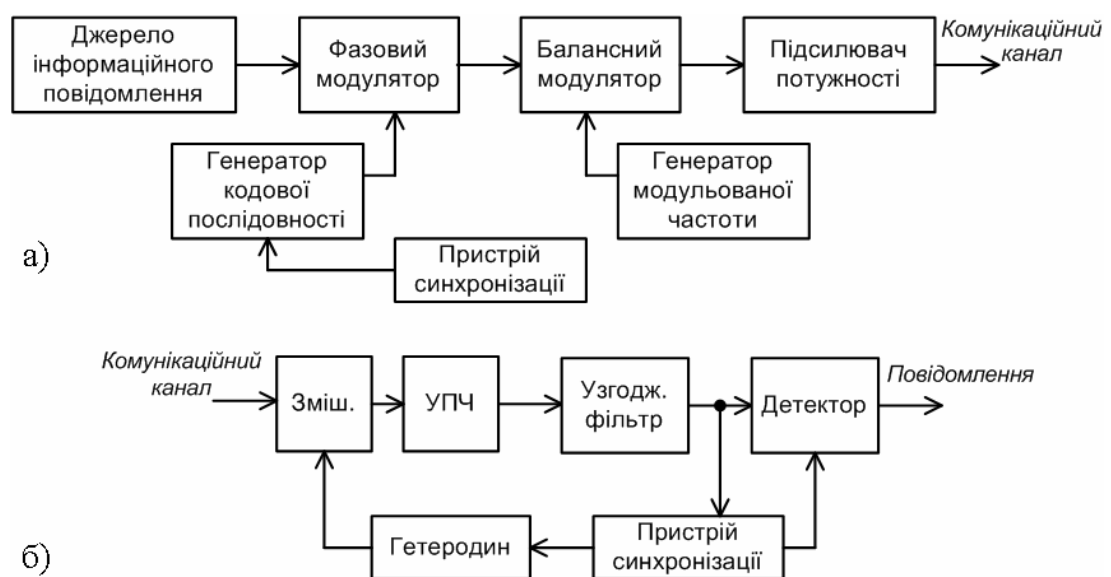 Джерело
інформаційного
повідомлення
Фазовий
модулятор
Балансний
модулятор
Підсилювач
потужності
Комунікаційний
канал
Генератор
кодової
послідовності
Генератор
модульованої
частоти
Пристрій
синхронізації
а)
Комунікаційний
канал
Зміш.
УПЧ
Узгодж.
фільтр
Детектор
Повідомлення
Гетеродин
Пристрій
синхронізації
б)